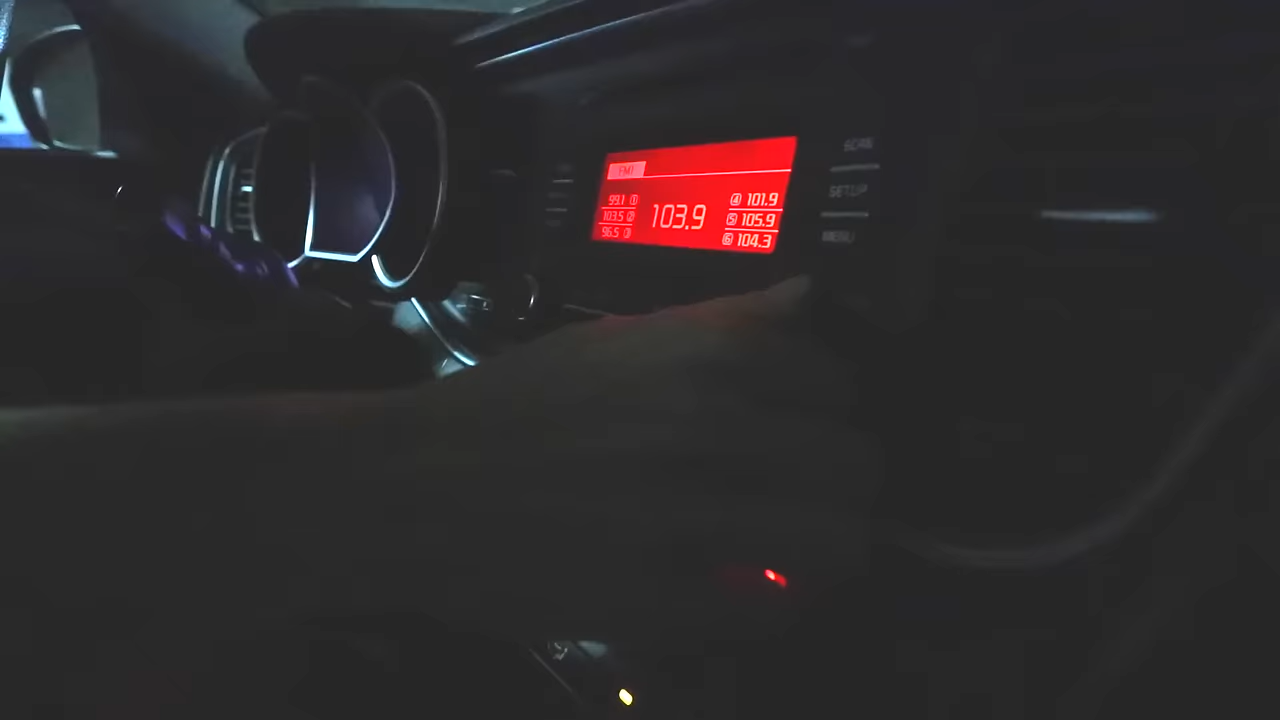 FM1
99.1 ① 103.9 ④ 101.9
103.5 ② ⑤ 105.9
96.5 ③ ⑥ 104.3
SCAN
SETUP
MENU